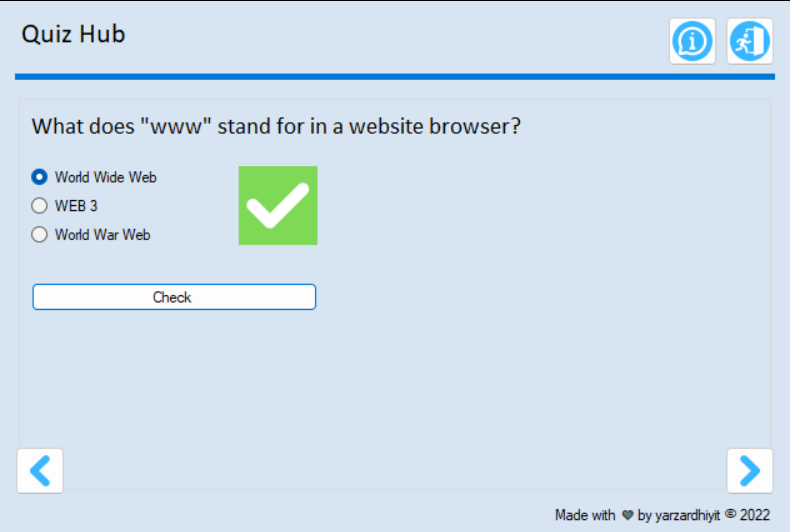 Quiz Hub
What does "www" stand for in a website browser?
World Wide Web
WEB 3
World War Web
Check
Made with ❤ by yarzardhiyit © 2022